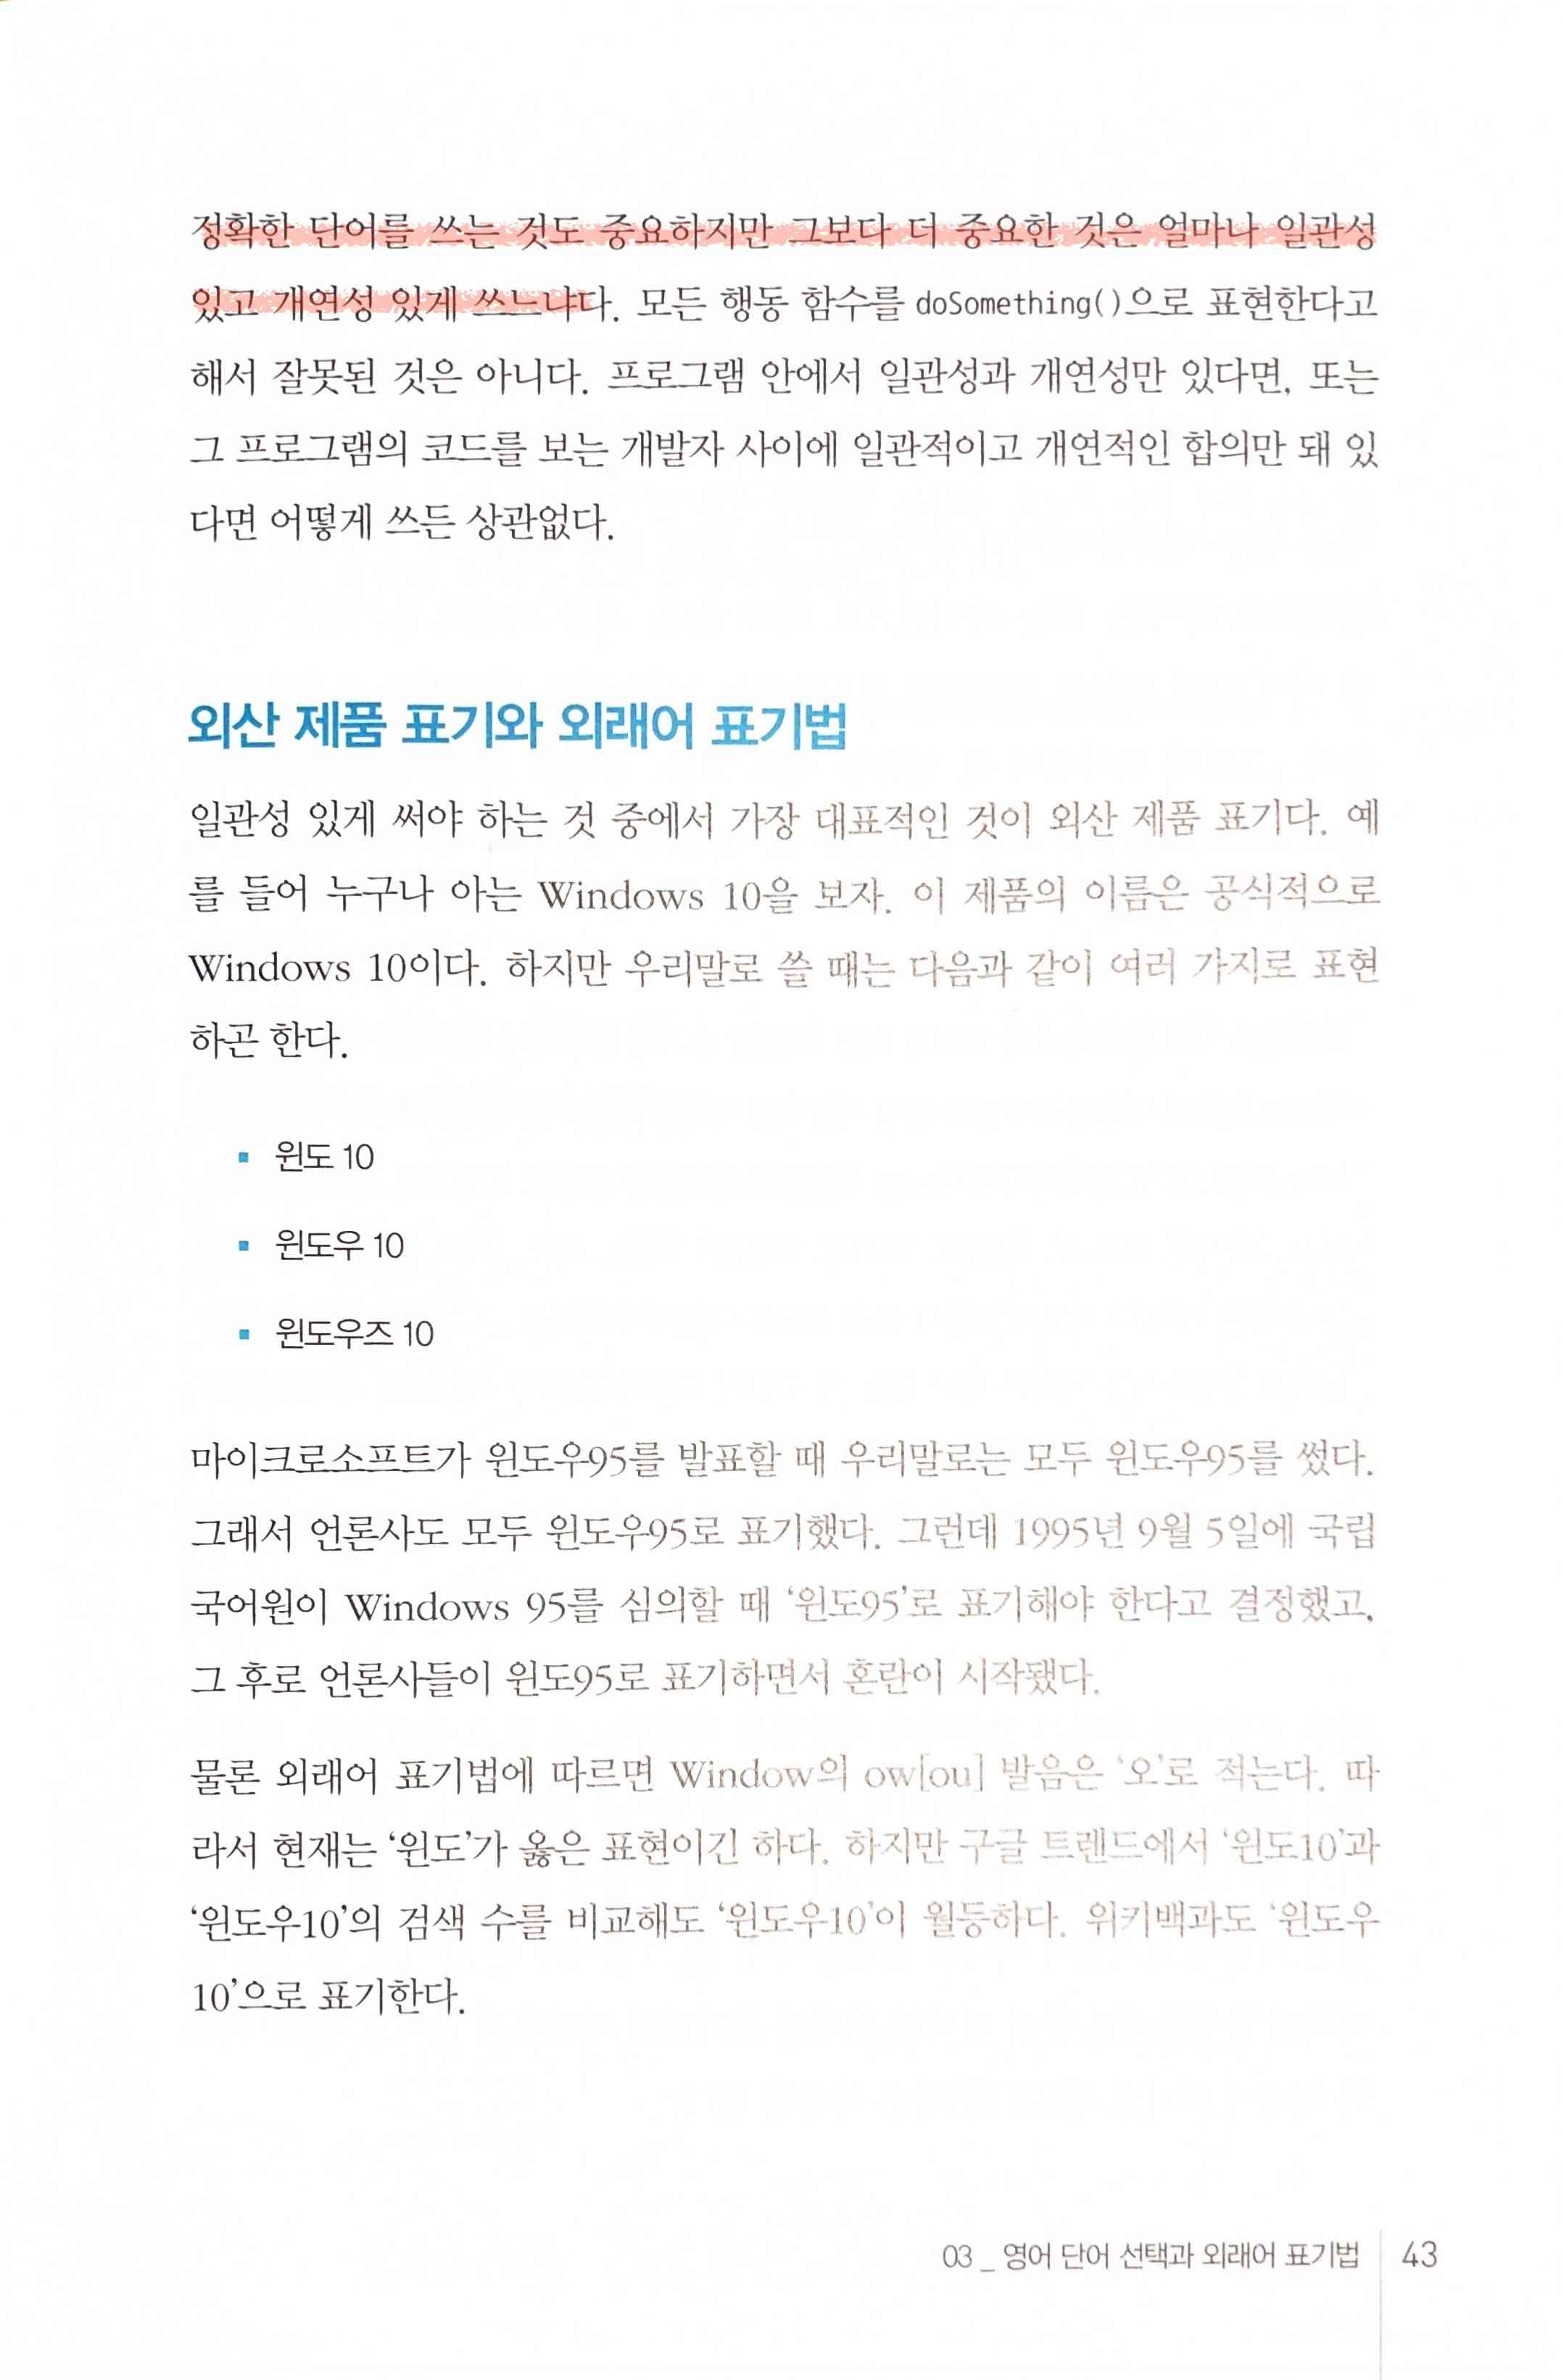 정확한 단어를 쓰는 것도 중요하지만 그보다 더 중요한 것은 얼마나 일관성
있고 개연성 있게 쓰느냐다. 모든 행동 함수를 doSomething()으로 표현한다고
해서 잘못된 것은 아니다. 프로그램 안에서 일관성과 개연성만 있다면, 또는
그 프로그램의 코드를 보는 개발자 사이에 일관적이고 개연적인 합의만 돼 있
다면 어떻게 쓰든 상관없다.
외산 제품 표기와 외래어 표기법
일관성 있게 써야 하는 것 중에서 가장 대표적인 것이 외산 제품 표기다. 예
를 들어 누구나 아는 Windows 10을 보자. 이 제품의 이름은 공식적으로
Windows 10이다. 하지만 우리말로 쓸 때는 다음과 같이 여러 가지로 표현
하곤 한다.
▪ 윈도 10
▪ 윈도우 10
▪ 윈도우즈 10
마이크로소프트가 윈도우95를 발표할 때 우리말로는 모두 윈도우95를 썼다.
그래서 언론사도 모두 윈도우95로 표기했다. 그런데 1995년 9월 5일에 국립
국어원이 Windows 95를 심의할 때 ‘윈도95’로 표기해야 한다고 결정했고,
그 후로 언론사들이 윈도95로 표기하면서 혼란이 시작됐다.
물론 외래어 표기법에 따르면 Window의 ow[ou] 발음은 ‘오’로 적는다. 따
라서 현재는 ‘윈도’가 옳은 표현이긴 하다. 하지만 구글 트렌드에서 ‘윈도10’과
‘윈도우10’의 검색 수를 비교해도 ‘윈도우10’이 월등하다. 위키백과도 ‘윈도우
10’으로 표기한다.
03 _ 영어 단어 선택과 외래어 표기법 43